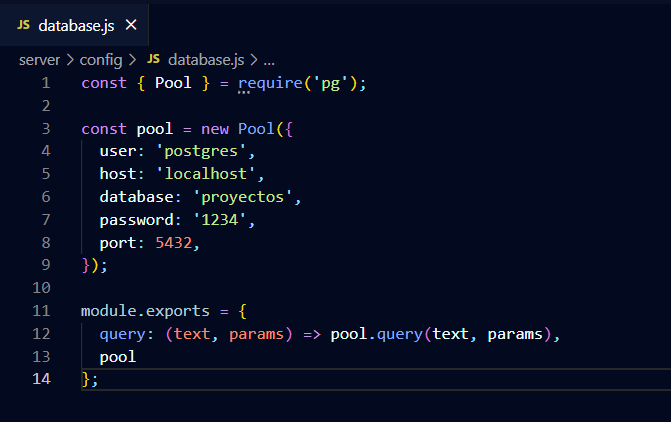 JS database.js ×
server > config > JS database.js > ...
1 const { Pool } = require('pg');
2
3 const pool = new Pool({
4 user: 'postgres',
5 host: 'localhost',
6 database: 'proyectos',
7 password: '1234',
8 port: 5432,
9 });
10
11 module.exports = {
12 query: (text, params) => pool.query(text, params),
13 pool
14 };